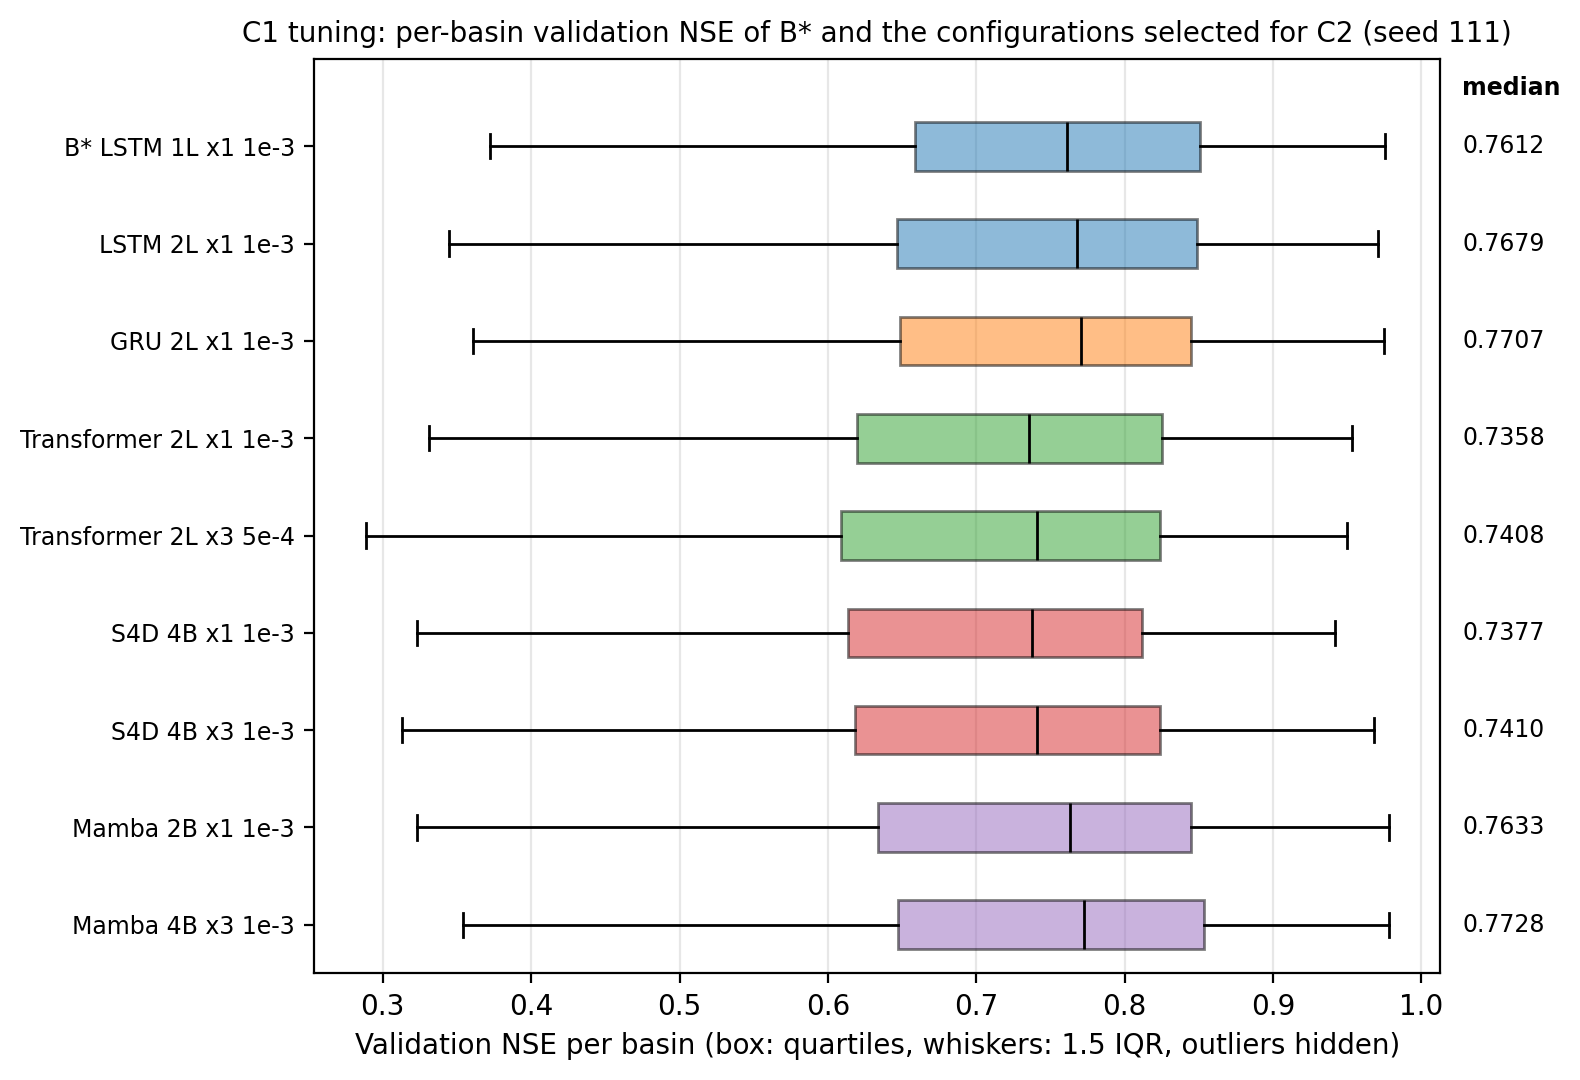 C1 tuning: per-basin validation NSE of B* and the configurations selected for C2 (seed 111)
median
B* LSTM 1L x1 1e-3 0.7612
LSTM 2L x1 1e-3 0.7679
GRU 2L x1 1e-3 0.7707
Transformer 2L x1 1e-3 0.7358
Transformer 2L x3 5e-4 0.7408
S4D 4B x1 1e-3 0.7377
S4D 4B x3 1e-3 0.7410
Mamba 2B x1 1e-3 0.7633
Mamba 4B x3 1e-3 0.7728
0.3 0.4 0.5 0.6 0.7 0.8 0.9 1.0
Validation NSE per basin (box: quartiles, whiskers: 1.5 IQR, outliers hidden)